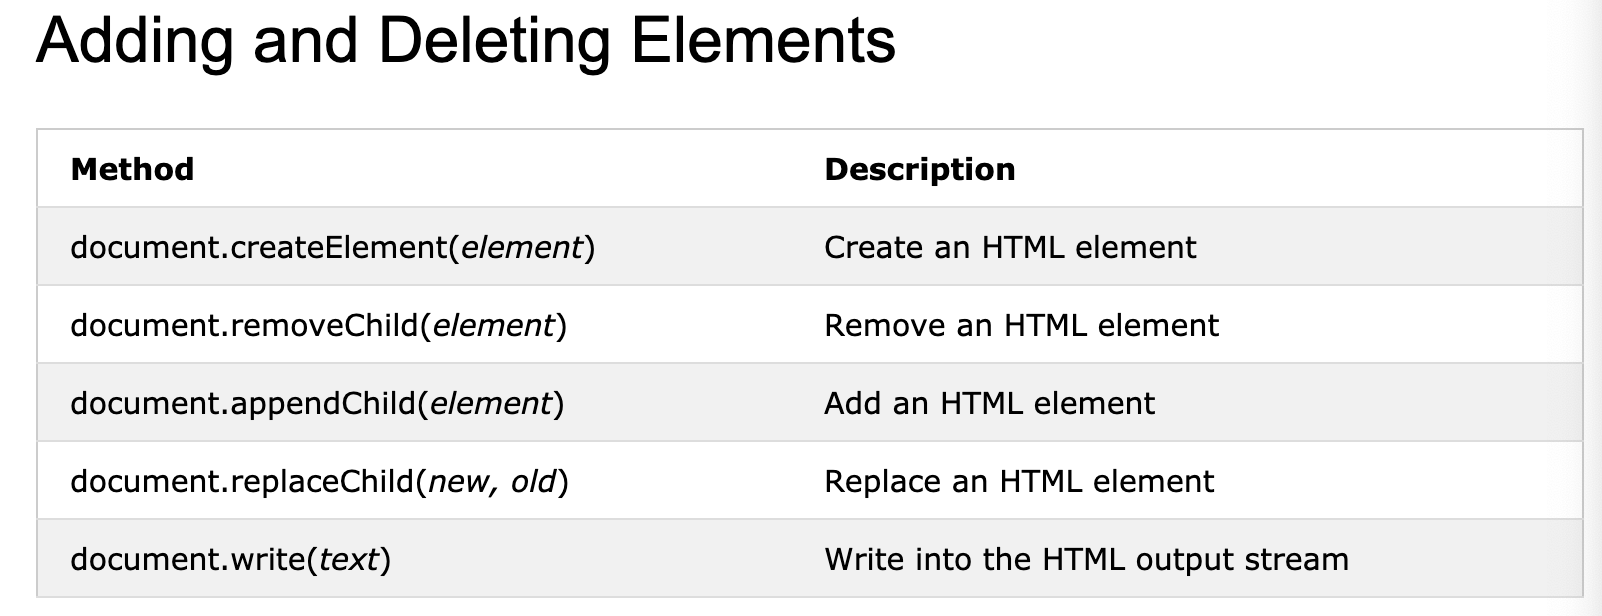 Adding and Deleting Elements
Method Description
document.createElement(element) Create an HTML element
document.removeChild(element) Remove an HTML element
document.appendChild(element) Add an HTML element
document.replaceChild(new, old) Replace an HTML element
document.write(text) Write into the HTML output stream